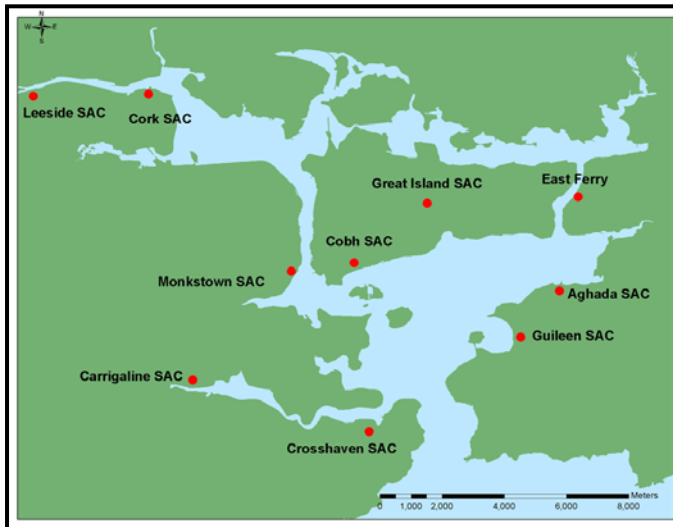 N
W E
S
Leeside SAC
Cork SAC
Great Island SAC
East Ferry
Cobh SAC
Monkstown SAC
Aghada SAC
Guileen SAC
Carrigaline SAC
Crosshaven SAC
Meters
0 1,000 2,000 4,000 6,000 8,000